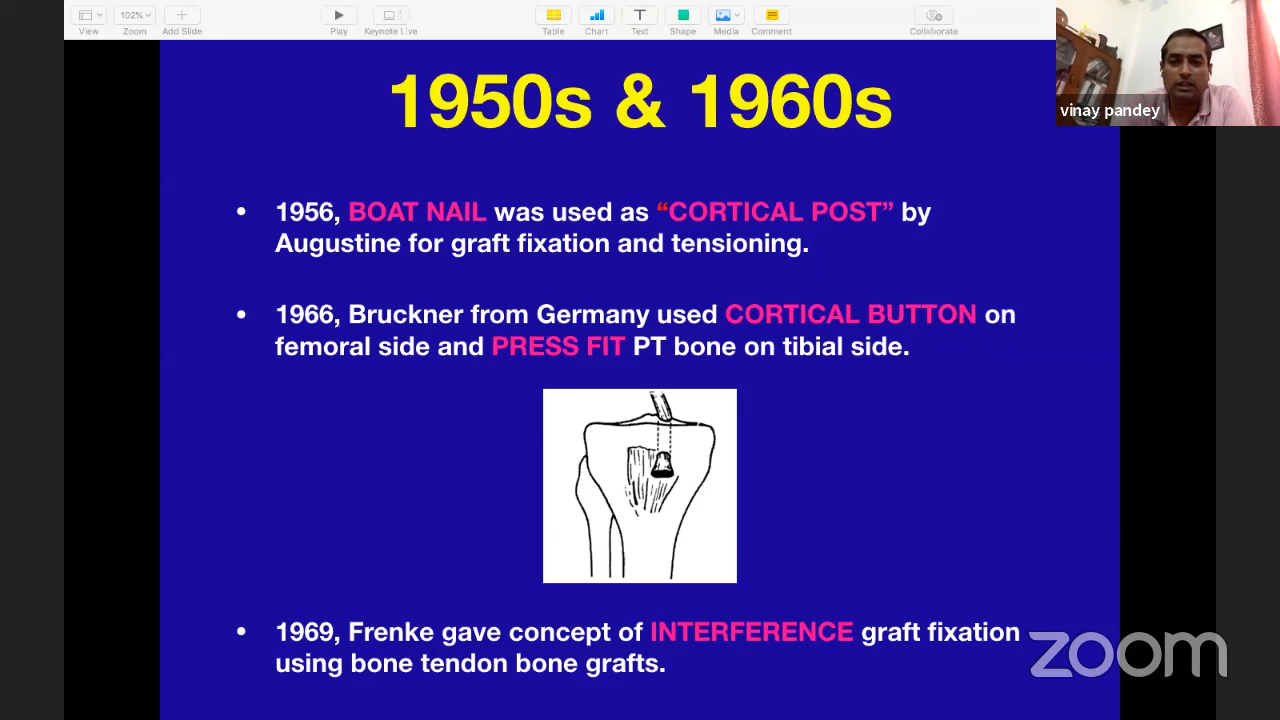 View
102%
Zoom
Add Slide
Play
Keynote Live
Table
Chart
Text
Shape
Media
Comment
Collaborate
vinay pandey
1950s & 1960s
• 1956, BOAT NAIL was used as “CORTICAL POST” by
Augustine for graft fixation and tensioning.
• 1966, Bruckner from Germany used CORTICAL BUTTON on
femoral side and PRESS FIT PT bone on tibial side.
• 1969, Frenke gave concept of INTERFERENCE graft fixation
using bone tendon bone grafts.
zoom